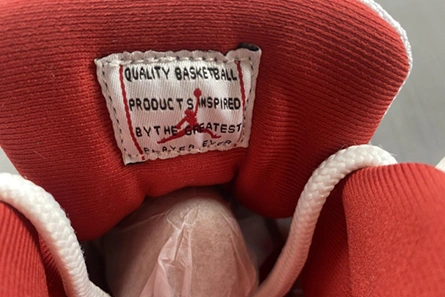 QUALITY BASKETBALL
PRODUCTS INSPIRED
BY THE GREATEST
PLAYER EVER